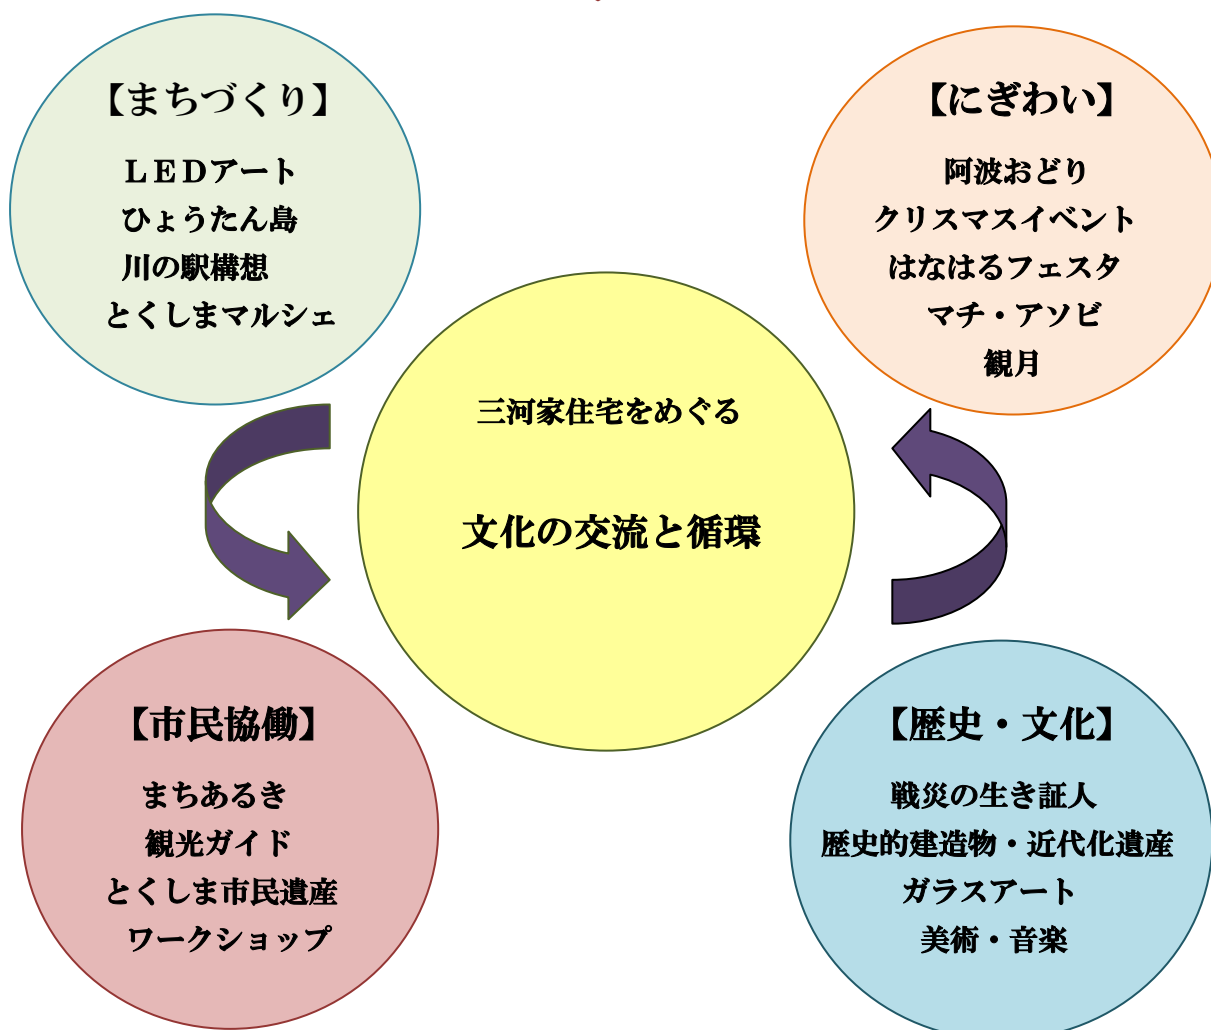 【まちづくり】
ＬＥＤアート
ひょうたん島
川の駅構想
とくしまマルシェ
【にぎわい】
阿波おどり
クリスマスイベント
はなはるフェスタ
マチ・アソビ
観月
三河家住宅をめぐる
文化の交流と循環
【市民協働】
まちあるき
観光ガイド
とくしま市民遺産
ワークショップ
【歴史・文化】
戦災の生き証人
歴史的建造物・近代化遺産
ガラスアート
美術・音楽